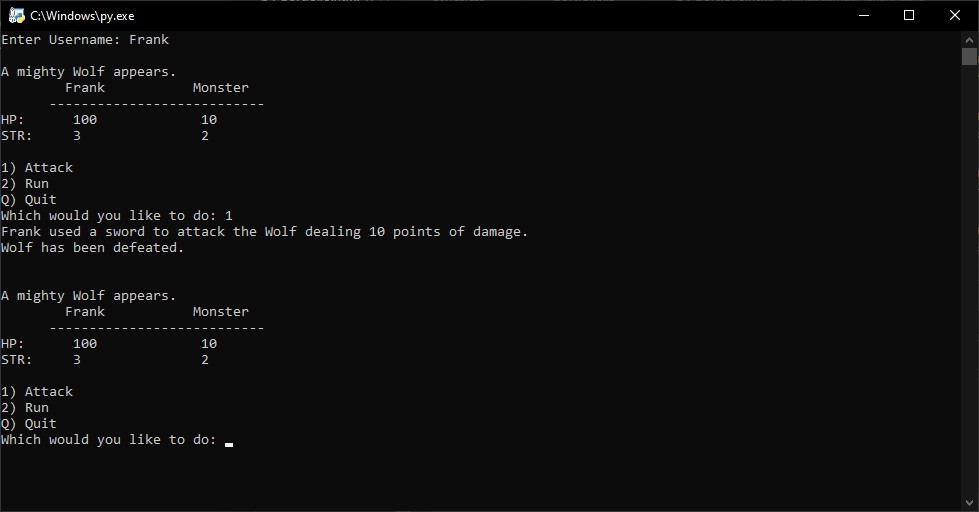 C:\Windows\py.exe
Enter Username: Frank
A mighty Wolf appears.
Frank Monster
---------------------------
HP: 100 10
STR: 3 2
1) Attack
2) Run
Q) Quit
Which would you like to do: 1
Frank used a sword to attack the Wolf dealing 10 points of damage.
Wolf has been defeated.
A mighty Wolf appears.
Frank Monster
---------------------------
HP: 100 10
STR: 3 2
1) Attack
2) Run
Q) Quit
Which would you like to do: